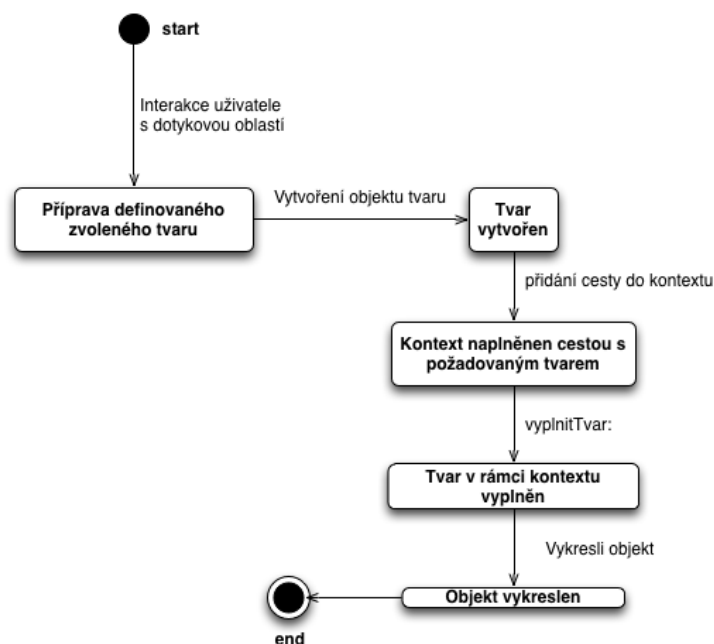 start
Interakce uživatele
s dotykovou oblastí
Příprava definovaného
zvoleného tvaru
Vytvoření objektu tvaru
Tvar
vytvořen
přidání cesty do kontextu
Kontext naplněnen cestou s
požadovaným tvarem
vyplnitTvar:
Tvar v rámci kontextu
vyplněn
Vykresli objekt
Objekt vykreslen
end